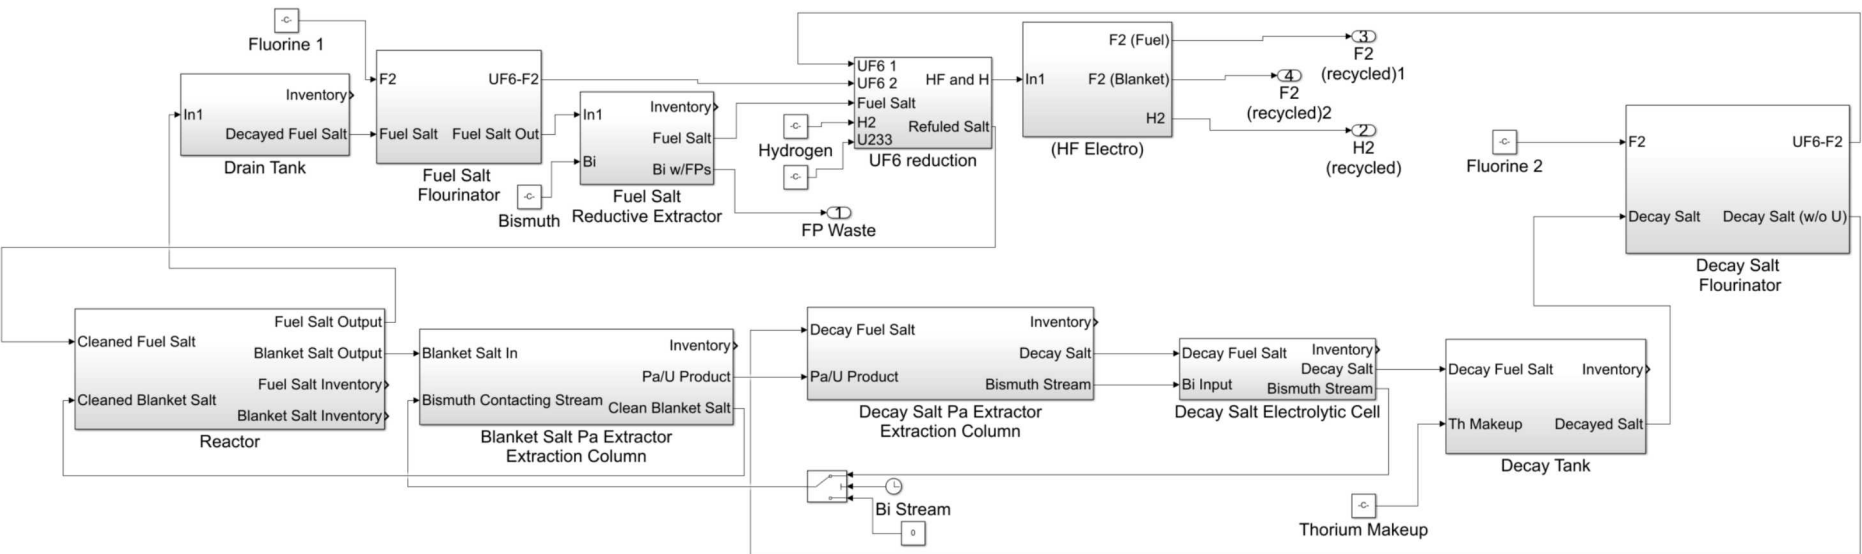 -C-
Fluorine 1
In1
Inventory
Decayed Fuel Salt
Drain Tank
F2
UF6-F2
Fuel Salt
Fuel Salt Out
Fuel Salt
Flourinator
-C-
Bismuth
In1
Inventory
Fuel Salt
Bi
Bi w/FPs
Fuel Salt
Reductive Extractor
1
FP Waste
-C-
Hydrogen
-C-
UF6 1
UF6 2
HF and H
Fuel Salt
H2
Refuled Salt
U233
UF6 reduction
In1
F2 (Fuel)
F2 (Blanket)
H2
(HF Electro)
3
F2
(recycled)1
4
F2
(recycled)2
2
H2
(recycled)
-C-
Fluorine 2
F2
UF6-F2
Decay Salt
Decay Salt (w/o U)
Decay Salt
Flourinator
Fuel Salt Output
Cleaned Fuel Salt
Blanket Salt Output
Fuel Salt Inventory
Cleaned Blanket Salt
Blanket Salt Inventory
Reactor
Inventory
Blanket Salt In
Pa/U Product
Bismuth Contacting Stream
Clean Blanket Salt
Blanket Salt Pa Extractor
Extraction Column
Inventory
Decay Fuel Salt
Decay Salt
Pa/U Product
Bismuth Stream
Decay Salt Pa Extractor
Extraction Column
Inventory
Decay Fuel Salt
Decay Salt
Bi Input
Bismuth Stream
Decay Salt Electrolytic Cell
Decay Fuel Salt
Inventory
Th Makeup
Decayed Salt
Decay Tank
Bi Stream
0
-C-
Thorium Makeup